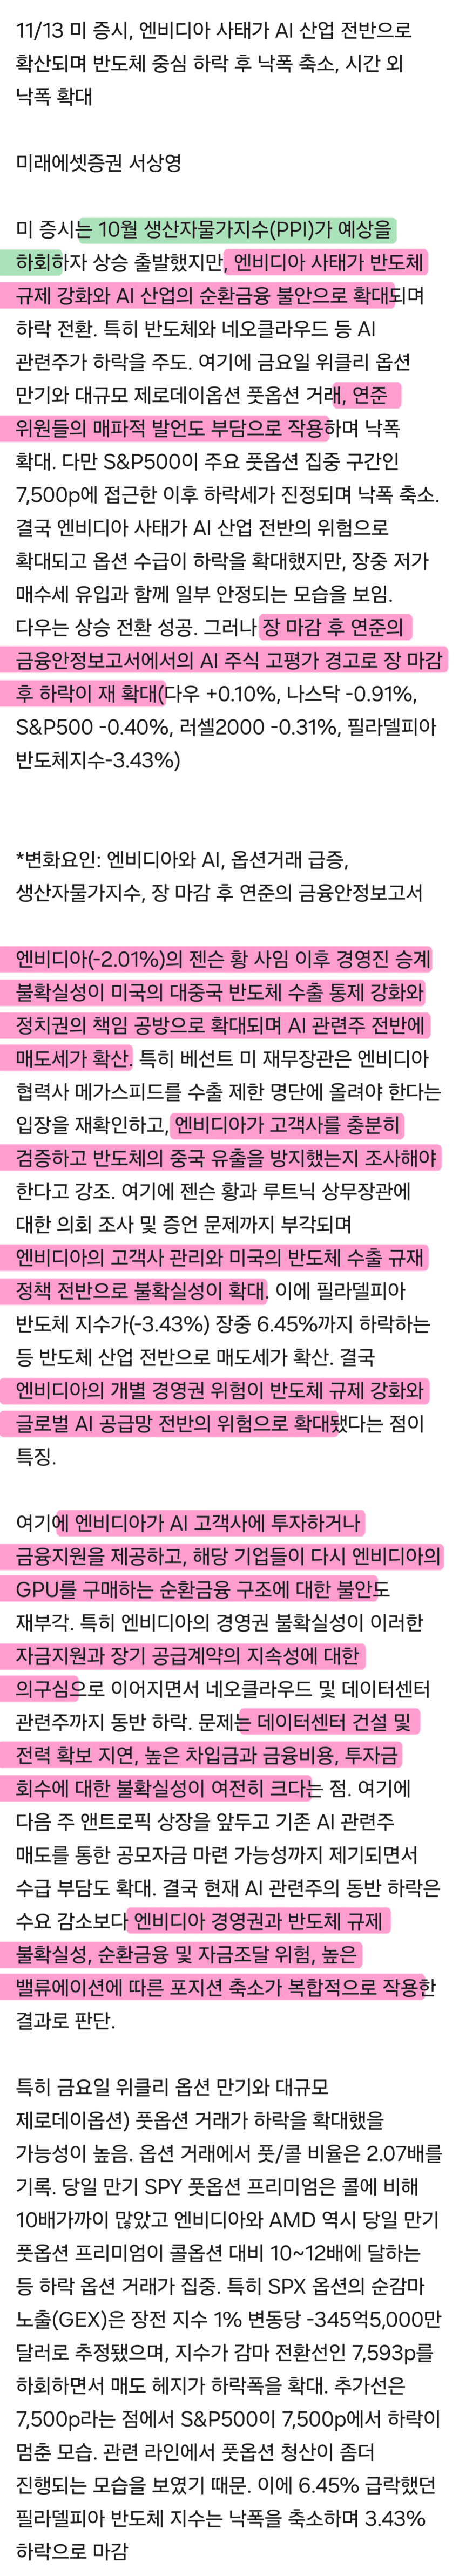 11/13 미 증시, 엔비디아 사태가 AI 산업 전반으로
확산되며 반도체 중심 하락 후 낙폭 축소, 시간 외
낙폭 확대
미래에셋증권 서상영
미 증시는 10월 생산자물가지수(PPI)가 예상을
하회하자 상승 출발했지만, 엔비디아 사태가 반도체
규제 강화와 AI 산업의 순환금융 불안으로 확대되며
하락 전환. 특히 반도체와 네오클라우드 등 AI
관련주가 하락을 주도. 여기에 금요일 위클리 옵션
만기와 대규모 제로데이옵션 풋옵션 거래, 연준
위원들의 매파적 발언도 부담으로 작용하며 낙폭
확대. 다만 S&P500이 주요 풋옵션 집중 구간인
7,500p에 접근한 이후 하락세가 진정되며 낙폭 축소.
결국 엔비디아 사태가 AI 산업 전반의 위험으로
확대되고 옵션 수급이 하락을 확대했지만, 장중 저가
매수세 유입과 함께 일부 안정되는 모습을 보임.
다우는 상승 전환 성공. 그러나 장 마감 후 연준의
금융안정보고서에서의 AI 주식 고평가 경고로 장 마감
후 하락이 재 확대(다우 +0.10%, 나스닥 -0.91%,
S&P500 -0.40%, 러셀2000 -0.31%, 필라델피아
반도체지수-3.43%)
*변화요인: 엔비디아와 AI, 옵션거래 급증,
생산자물가지수, 장 마감 후 연준의 금융안정보고서
엔비디아(-2.01%)의 젠슨 황 사임 이후 경영진 승계
불확실성이 미국의 대중국 반도체 수출 통제 강화와
정치권의 책임 공방으로 확대되며 AI 관련주 전반에
매도세가 확산. 특히 베선트 미 재무장관은 엔비디아
협력사 메가스피드를 수출 제한 명단에 올려야 한다는
입장을 재확인하고, 엔비디아가 고객사를 충분히
검증하고 반도체의 중국 유출을 방지했는지 조사해야
한다고 강조. 여기에 젠슨 황과 루트닉 상무장관에
대한 의회 조사 및 증언 문제까지 부각되며
엔비디아의 고객사 관리와 미국의 반도체 수출 규재
정책 전반으로 불확실성이 확대. 이에 필라델피아
반도체 지수가(-3.43%) 장중 6.45%까지 하락하는
등 반도체 산업 전반으로 매도세가 확산. 결국
엔비디아의 개별 경영권 위험이 반도체 규제 강화와
글로벌 AI 공급망 전반의 위험으로 확대됐다는 점이
특징.
여기에 엔비디아가 AI 고객사에 투자하거나
금융지원을 제공하고, 해당 기업들이 다시 엔비디아의
GPU를 구매하는 순환금융 구조에 대한 불안도
재부각. 특히 엔비디아의 경영권 불확실성이 이러한
자금지원과 장기 공급계약의 지속성에 대한
의구심으로 이어지면서 네오클라우드 및 데이터센터
관련주까지 동반 하락. 문제는 데이터센터 건설 및
전력 확보 지연, 높은 차입금과 금융비용, 투자금
회수에 대한 불확실성이 여전히 크다는 점. 여기에
다음 주 앤트로픽 상장을 앞두고 기존 AI 관련주
매도를 통한 공모자금 마련 가능성까지 제기되면서
수급 부담도 확대. 결국 현재 AI 관련주의 동반 하락은
수요 감소보다 엔비디아 경영권과 반도체 규제
불확실성, 순환금융 및 자금조달 위험, 높은
밸류에이션에 따른 포지션 축소가 복합적으로 작용한
결과로 판단.
특히 금요일 위클리 옵션 만기와 대규모
제로데이옵션) 풋옵션 거래가 하락을 확대했을
가능성이 높음. 옵션 거래에서 풋/콜 비율은 2.07배를
기록. 당일 만기 SPY 풋옵션 프리미엄은 콜에 비해
10배가까이 많았고 엔비디아와 AMD 역시 당일 만기
풋옵션 프리미엄이 콜옵션 대비 10~12배에 달하는
등 하락 옵션 거래가 집중. 특히 SPX 옵션의 순감마
노출(GEX)은 장전 지수 1% 변동당 -345억5,000만
달러로 추정됐으며, 지수가 감마 전환선인 7,593p를
하회하면서 매도 헤지가 하락폭을 확대. 추가선은
7,500p라는 점에서 S&P500이 7,500p에서 하락이
멈춘 모습. 관련 라인에서 풋옵션 청산이 좀더
진행되는 모습을 보였기 때문. 이에 6.45% 급락했던
필라델피아 반도체 지수는 낙폭을 축소하며 3.43%
하락으로 마감